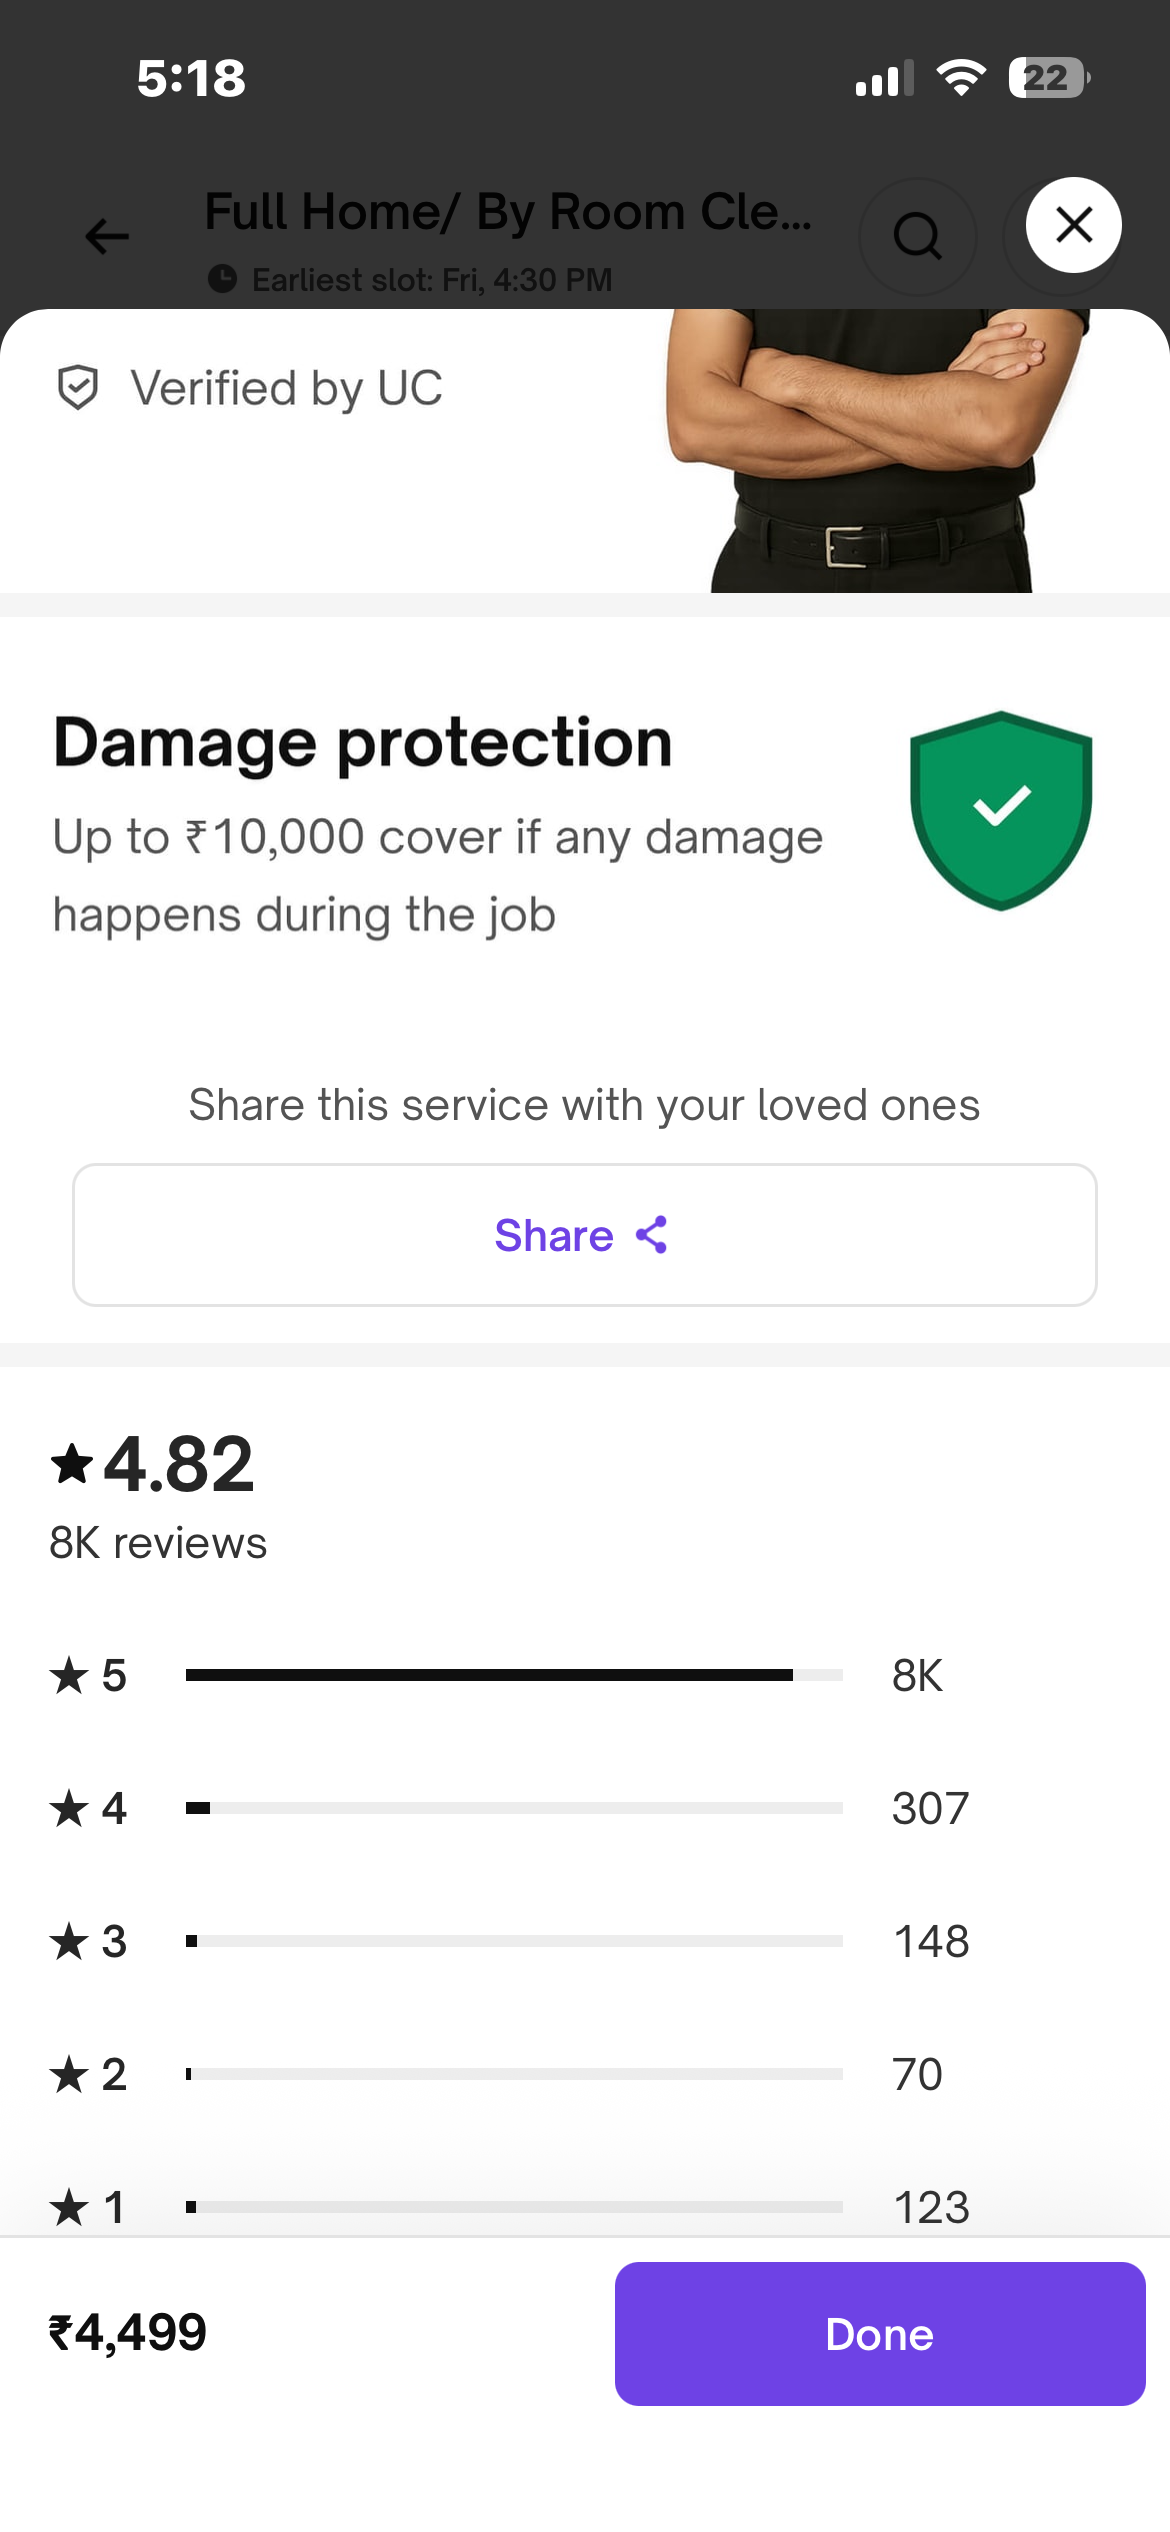 5:18
22
Full Home/ By Room Cle...
Earliest slot: Fri, 4:30 PM
Verified by UC
Damage protection
Up to ₹10,000 cover if any damage
happens during the job
Share this service with your loved ones
Share
4.82
8K reviews
5 8K
4 307
3 148
2 70
1 123
₹4,499
Done